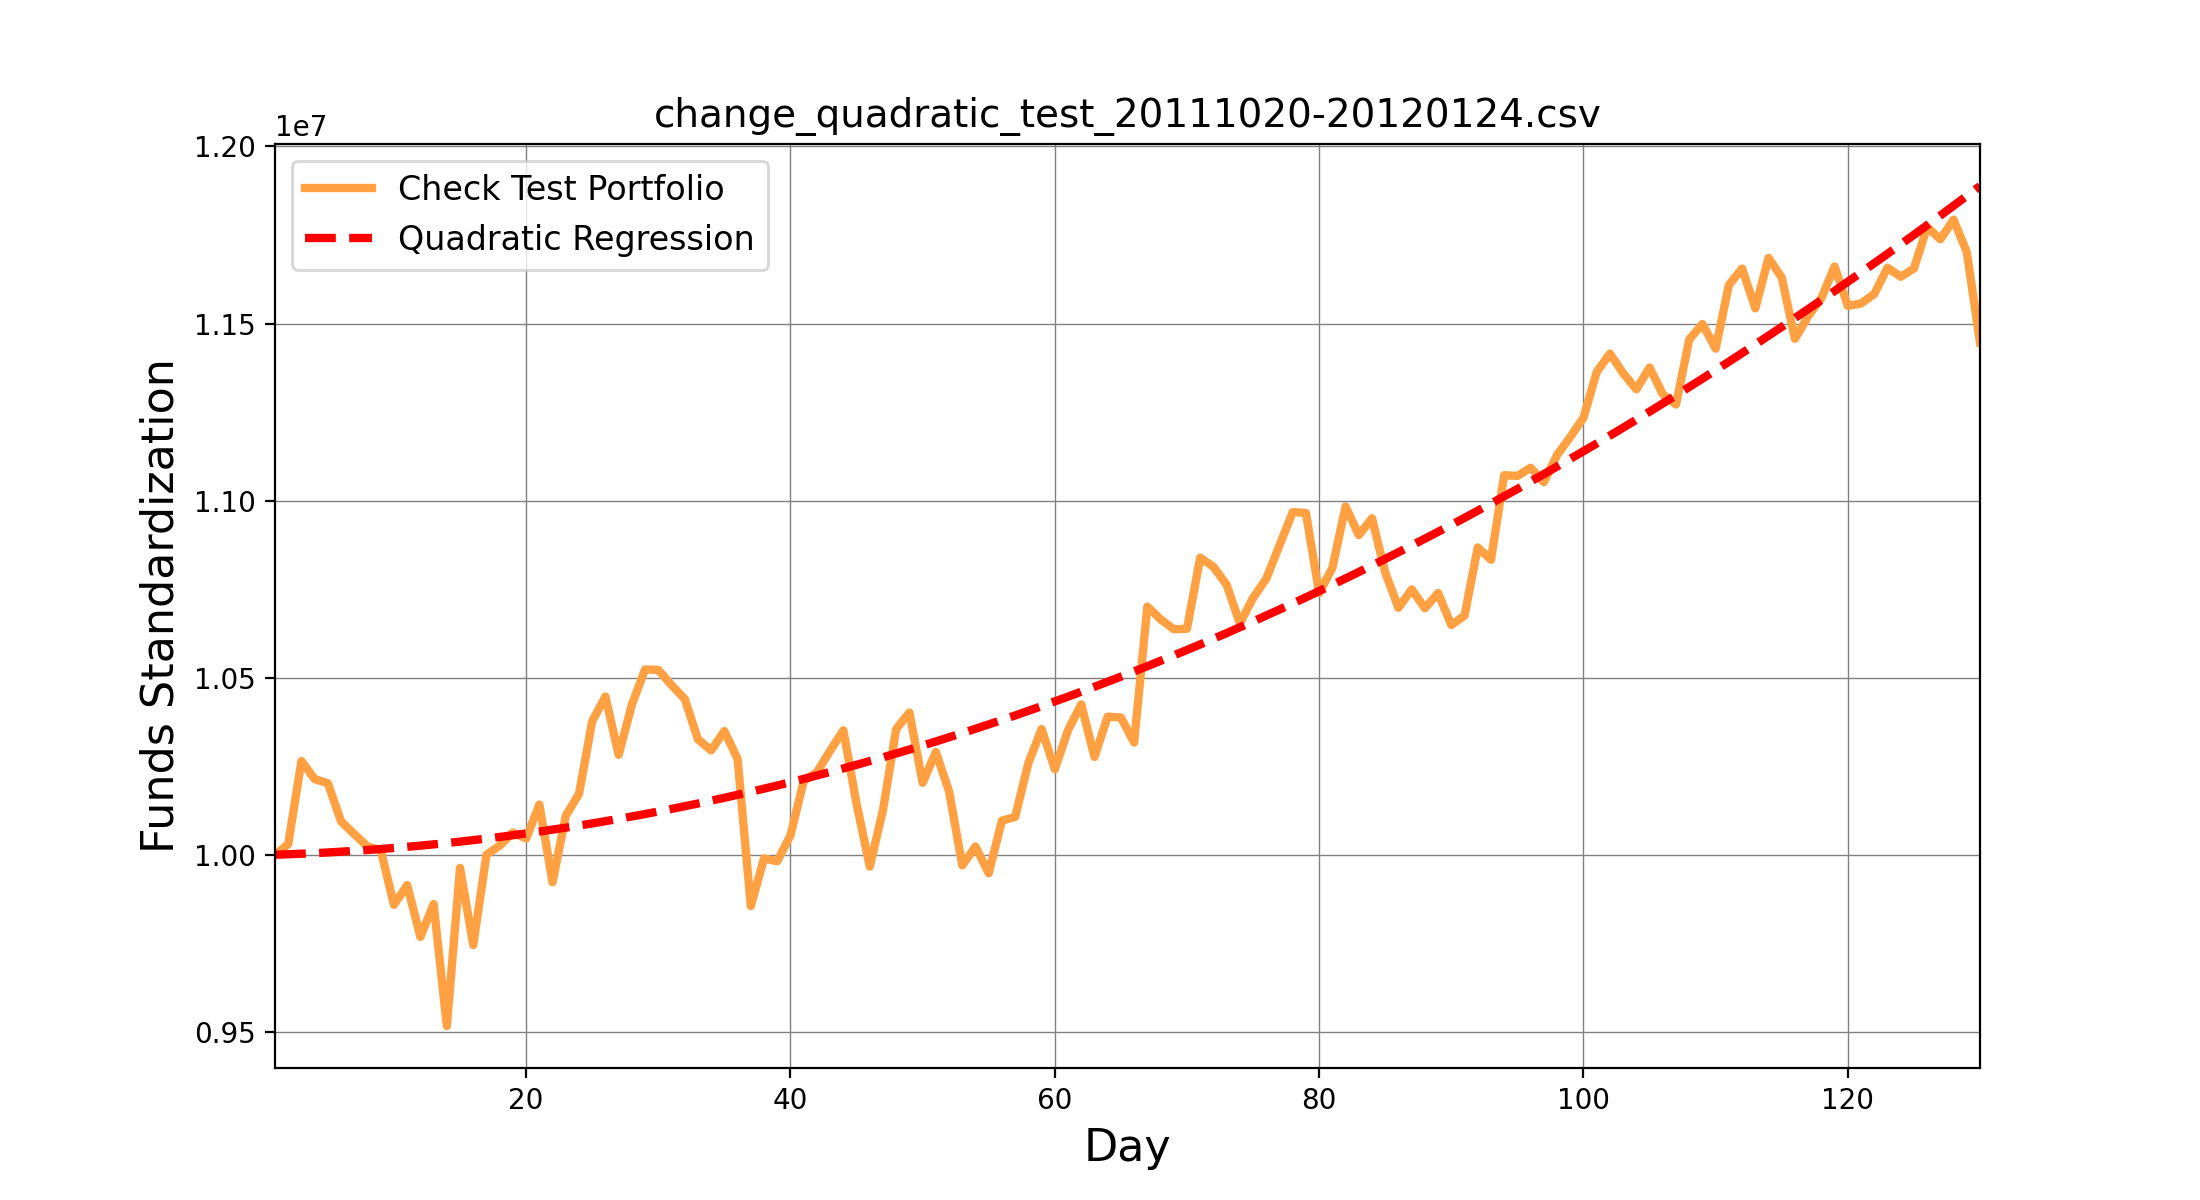 change_quadratic_test_20111020-20120124.csv
1e7
1.20
1.15
1.10
1.05
1.00
0.95
Funds Standardization
Check Test Portfolio
Quadratic Regression
20 40 60 80 100 120
Day